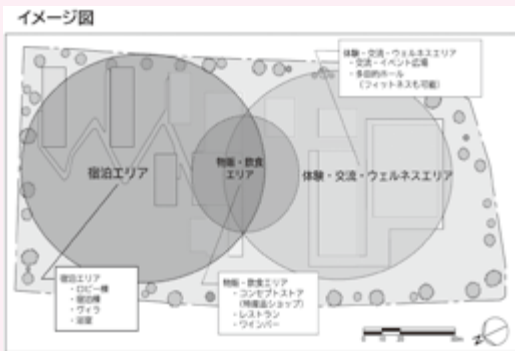 イメージ図
体験・交流・ウェルネスエリア
・交流・イベント広場
・多目的ホール
(フィットネスも可能)
宿泊エリア
物販・飲食
エリア
体験・交流・ウェルネスエリア
宿泊エリア
・ロビー棟
・宿泊棟
・ヴィラ
・浴室
物販・飲食エリア
・コンセプトストア
(特産品ショップ)
・レストラン
・ワインバー
0 10 20 50m